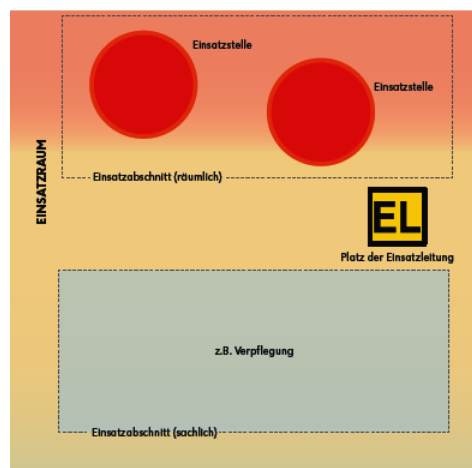 Einsatzstelle
Einsatzstelle
EINSATZRAUM
Einsatzabschnitt (räumlich)
EL
Platz der Einsatzleitung
z.B. Verpflegung
Einsatzabschnitt (sachlich)